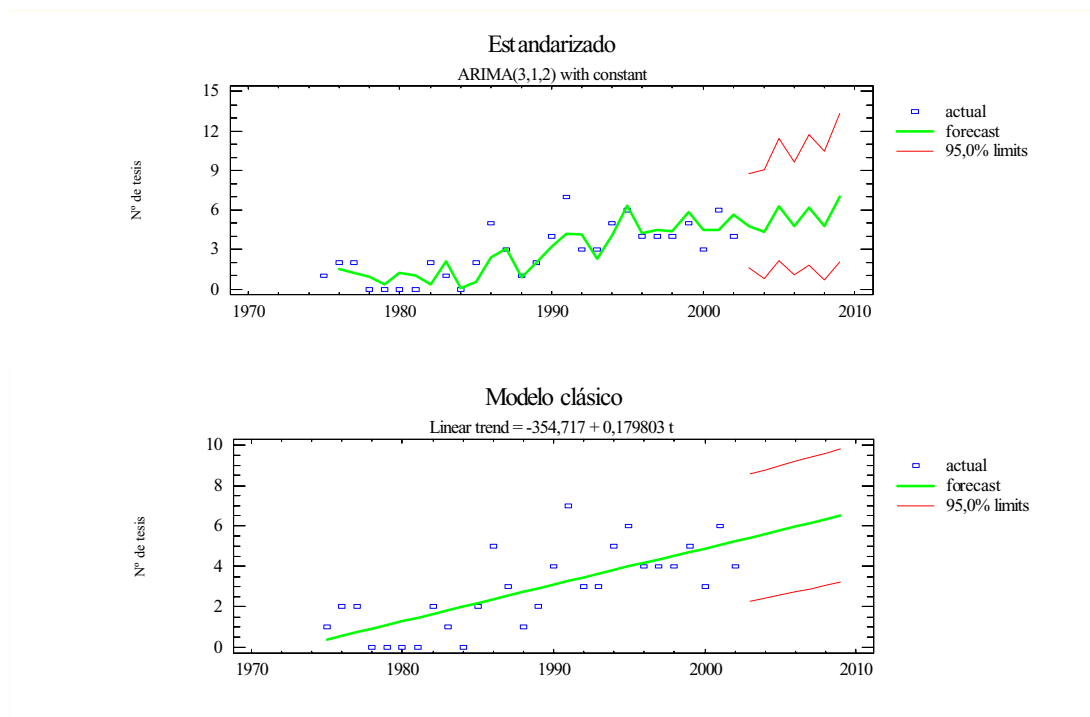 Estandarizado
ARIMA(3,1,2) with constant
Nº de tesis
15
12
9
6
3
0
1970
1980
1990
2000
2010
actual
forecast
95,0% limits
Modelo clásico
Linear trend = -354,717 + 0,179803 t
Nº de tesis
10
8
6
4
2
0
1970
1980
1990
2000
2010
actual
forecast
95,0% limits